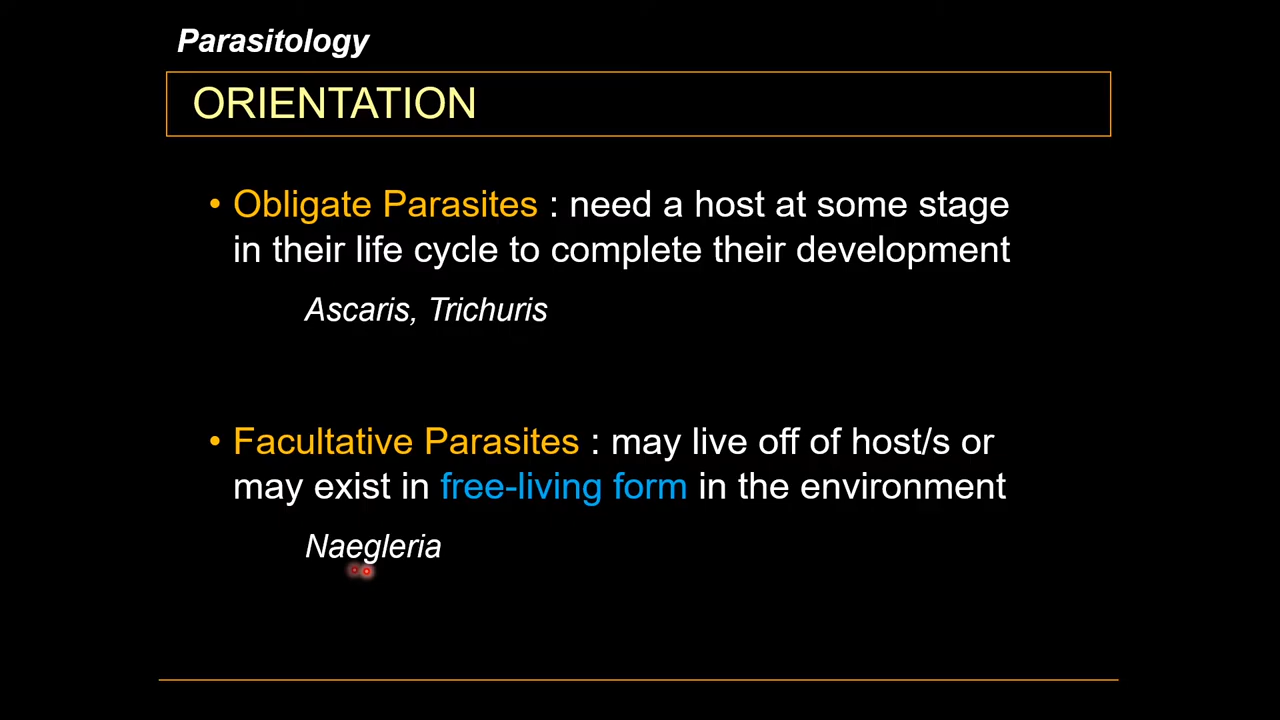 Parasitology
ORIENTATION
• Obligate Parasites : need a host at some stage
in their life cycle to complete their development
Ascaris, Trichuris
• Facultative Parasites : may live off of host/s or
may exist in free-living form in the environment
Naegleria